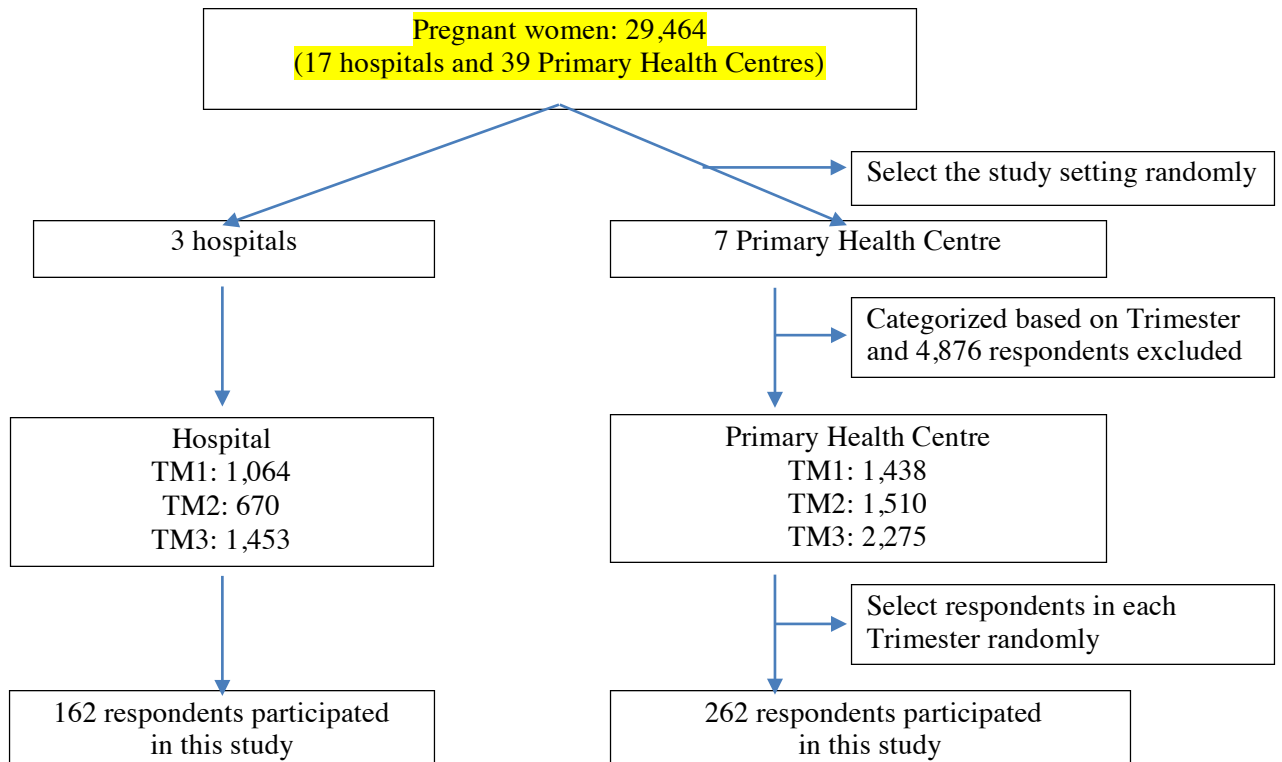 Pregnant women: 29,464
(17 hospitals and 39 Primary Health Centres)
Select the study setting randomly
3 hospitals
7 Primary Health Centre
Categorized based on Trimester
and 4,876 respondents excluded
Hospital
TM1: 1,064
TM2: 670
TM3: 1,453
Primary Health Centre
TM1: 1,438
TM2: 1,510
TM3: 2,275
Select respondents in each
Trimester randomly
162 respondents participated
in this study
262 respondents participated
in this study